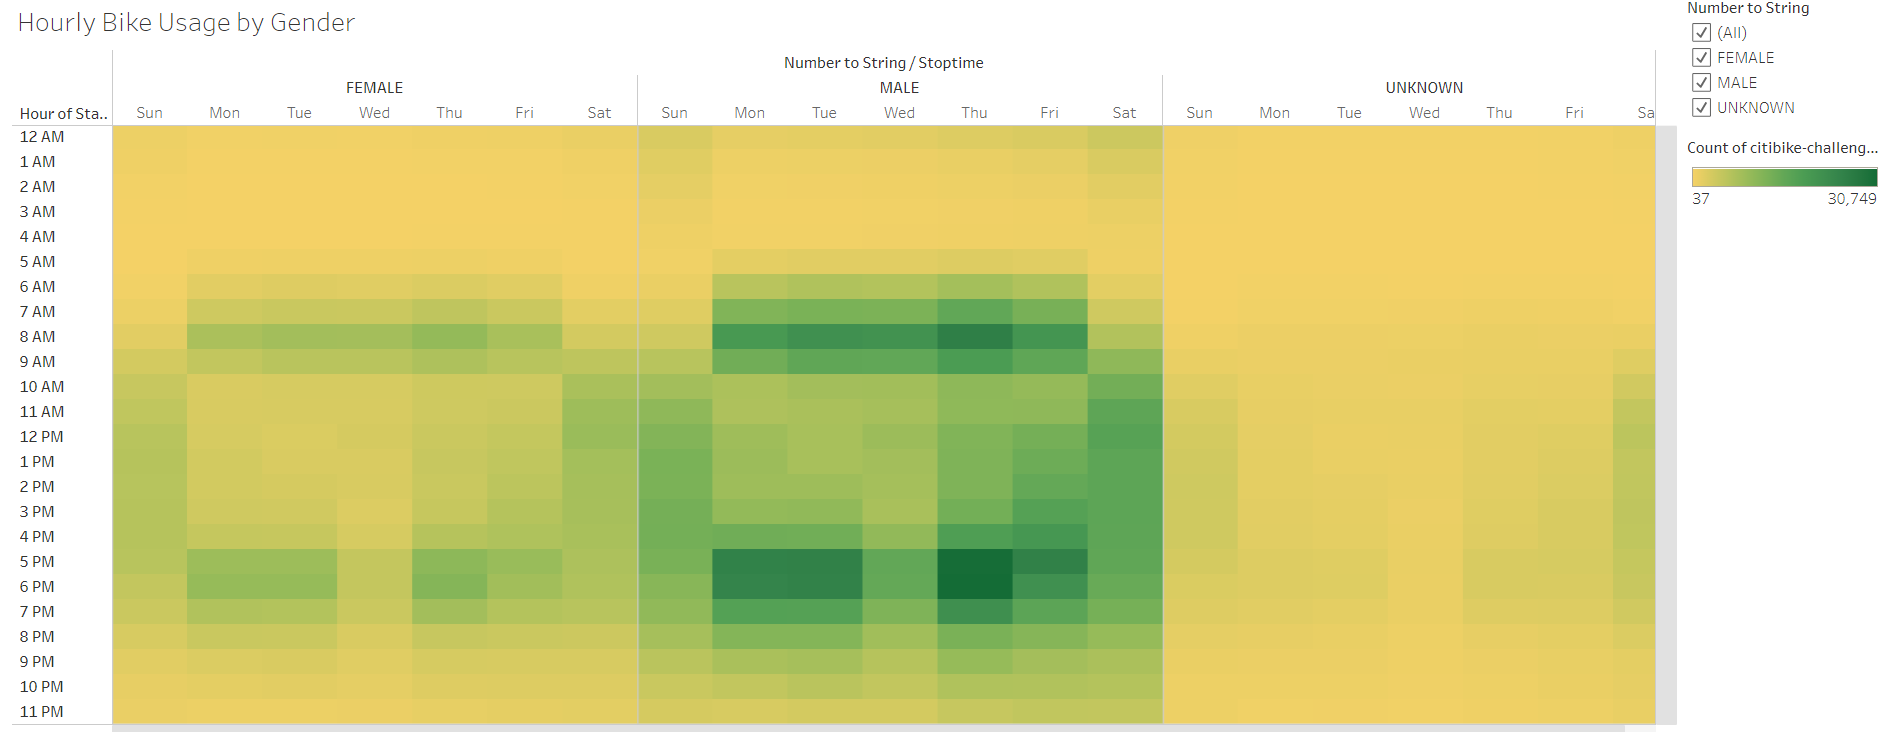 Hourly Bike Usage by Gender
Number to String / Stoptime
FEMALE MALE UNKNOWN
Hour of Sta.. Sun Mon Tue Wed Thu Fri Sat Sun Mon Tue Wed Thu Fri Sat Sun Mon Tue Wed Thu Fri Sa
12 AM
1 AM
2 AM
3 AM
4 AM
5 AM
6 AM
7 AM
8 AM
9 AM
10 AM
11 AM
12 PM
1 PM
2 PM
3 PM
4 PM
5 PM
6 PM
7 PM
8 PM
9 PM
10 PM
11 PM
Number to String
(All)
FEMALE
MALE
UNKNOWN
Count of citibike-challeng...
37 30,749